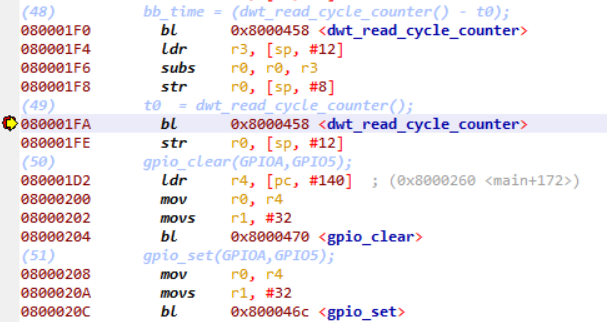 (48) bb_time = (dwt_read_cycle_counter() - t0);
080001F0 bl 0x8000458 <dwt_read_cycle_counter>
080001F4 ldr r3, [sp, #12]
080001F6 subs r0, r0, r3
080001F8 str r0, [sp, #8]
(49) t0 = dwt_read_cycle_counter();
080001FA bl 0x8000458 <dwt_read_cycle_counter>
080001FE str r0, [sp, #12]
(50) gpio_clear(GPIOA,GPIO5);
080001D2 ldr r4, [pc, #140] ; (0x8000260 <main+172>)
08000200 mov r0, r4
08000202 movs r1, #32
08000204 bl 0x8000470 <gpio_clear>
(51) gpio_set(GPIOA,GPIO5);
08000208 mov r0, r4
0800020A movs r1, #32
0800020C bl 0x800046c <gpio_set>